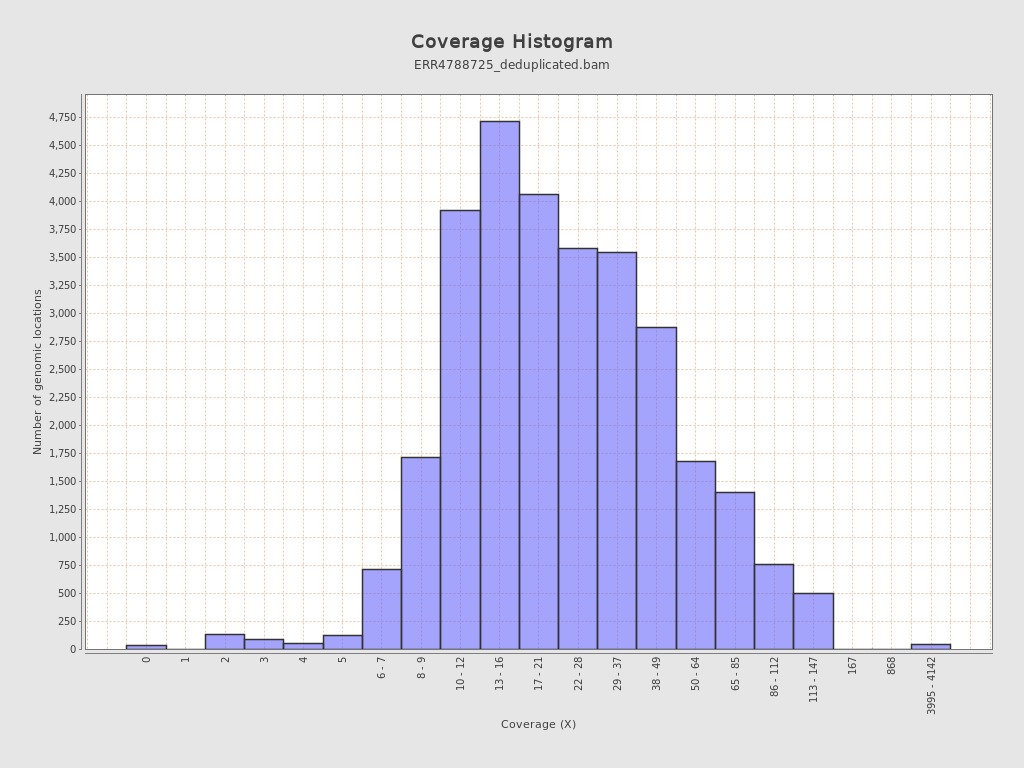 Coverage Histogram
ERR4788725_deduplicated.bam
Number of genomic locations
4,750
4,500
4,250
4,000
3,750
3,500
3,250
3,000
2,750
2,500
2,250
2,000
1,750
1,500
1,250
1,000
750
500
250
0
0
1
2
3
4
5
6 - 7
8 - 9
10 - 12
13 - 16
17 - 21
22 - 28
29 - 37
38 - 49
50 - 64
65 - 85
86 - 112
113 - 147
167
868
3995 - 4142
Coverage (X)